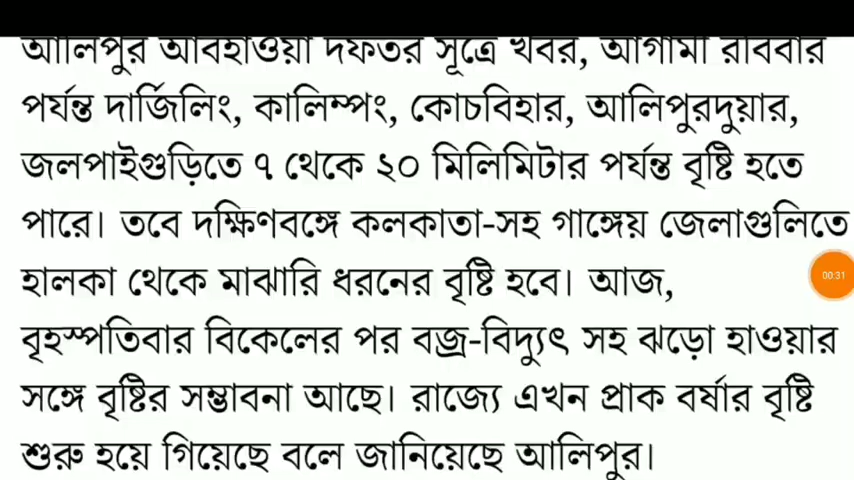 আলিপুর আবহাওয়া দফতর সূত্রে খবর, আগামী রবিবার
পর্যন্ত দার্জিলিং, কালিম্পং, কোচবিহার, আলিপুরদুয়ার,
জলপাইগুড়িতে ৭ থেকে ২০ মিলিমিটার পর্যন্ত বৃষ্টি হতে
পারে। তবে দক্ষিণবঙ্গে কলকাতা-সহ গাঙ্গেয় জেলাগুলিতে
হালকা থেকে মাঝারি ধরনের বৃষ্টি হবে। আজ,
00:31
বৃহস্পতিবার বিকেলের পর বজ্র-বিদ্যুৎ সহ ঝড়ো হাওয়ার
সঙ্গে বৃষ্টির সম্ভাবনা আছে। রাজ্যে এখন প্রাক বর্ষার বৃষ্টি
শুরু হয়ে গিয়েছে বলে জানিয়েছে আলিপুর।